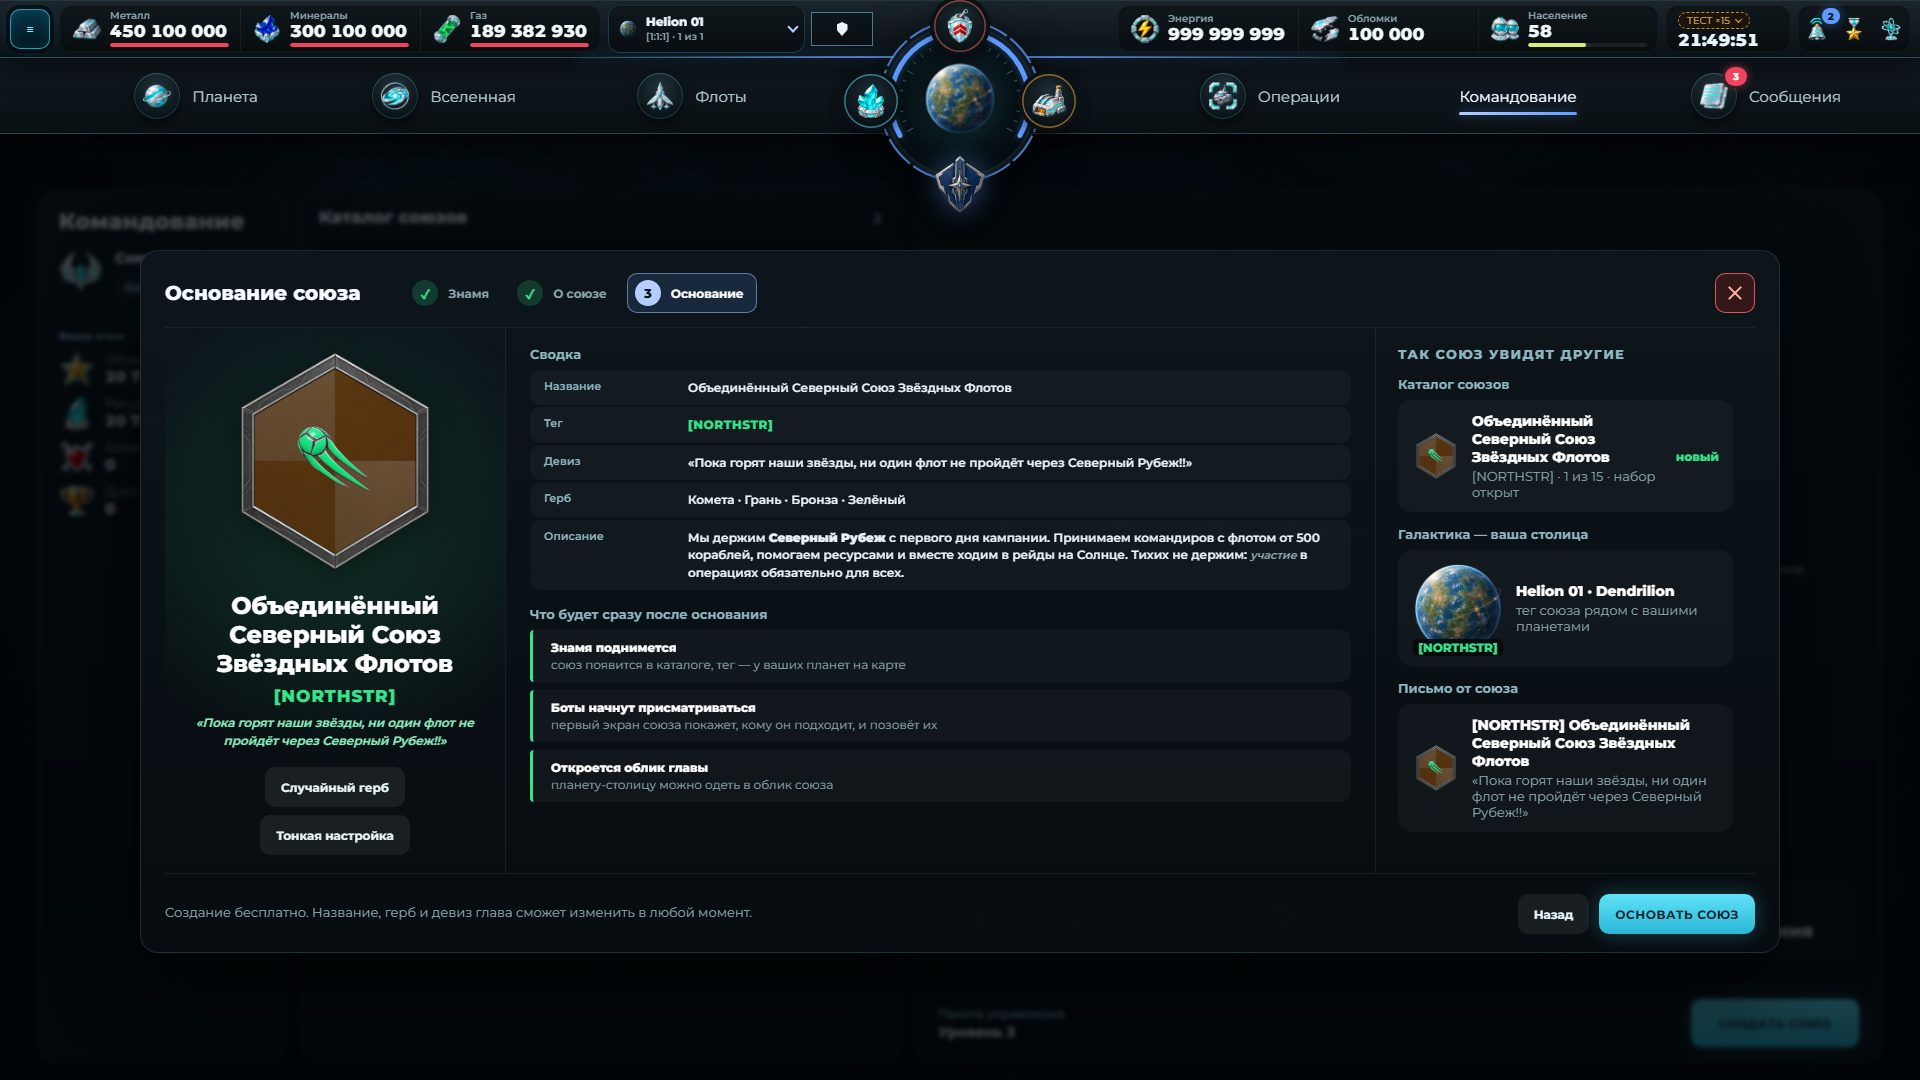 Металл
450 100 000
Минералы
300 100 000
Газ
189 382 930
Helion 01
[1:1:1] · 1 из 1
Энергия
999 999 999
Обломки
100 000
Население
58
ТЕСТ ×15
21:49:51
2
Планета
Вселенная
Флоты
Операции
Командование
3
Сообщения
Командование
Каталог союзов
Основание союза
✓ Знамя
✓ О союзе
3 Основание
Объединённый
Северный Союз
Звёздных Флотов
[NORTHSTR]
«Пока горят наши звёзды, ни один флот не
пройдёт через Северный Рубеж!!»
Случайный герб
Тонкая настройка
Сводка
Название
Объединённый Северный Союз Звёздных Флотов
Тег
[NORTHSTR]
Девиз
«Пока горят наши звёзды, ни один флот не пройдёт через Северный Рубеж!!»
Герб
Комета · Грань · Бронза · Зелёный
Описание
Мы держим Северный Рубеж с первого дня кампании. Принимаем командиров с флотом от 500
кораблей, помогаем ресурсами и вместе ходим в рейды на Солнце. Тихих не держим: участие в
операциях обязательно для всех.
Что будет сразу после основания
Знамя поднимется
союз появится в каталоге, тег — у ваших планет на карте
Боты начнут присматриваться
первый экран союза покажет, кому он подходит, и позовёт их
Откроется облик главы
планету-столицу можно одеть в облик союза
ТАК СОЮЗ УВИДЯТ ДРУГИЕ
Каталог союзов
Объединённый
Северный Союз
Звёздных Флотов
новый
[NORTHSTR] · 1 из 15 · набор
открыт
Галактика — ваша столица
Helion 01 · Dendrilion
тег союза рядом с вашими
планетами
[NORTHSTR]
Письмо от союза
[NORTHSTR] Объединённый
Северный Союз Звёздных
Флотов
«Пока горят наши звёзды, ни один
флот не пройдёт через Северный
Рубеж!!»
Создание бесплатно. Название, герб и девиз глава сможет изменить в любой момент.
Назад
ОСНОВАТЬ СОЮЗ
Палата управления
Уровень 3
СОЗДАТЬ СОЮЗ